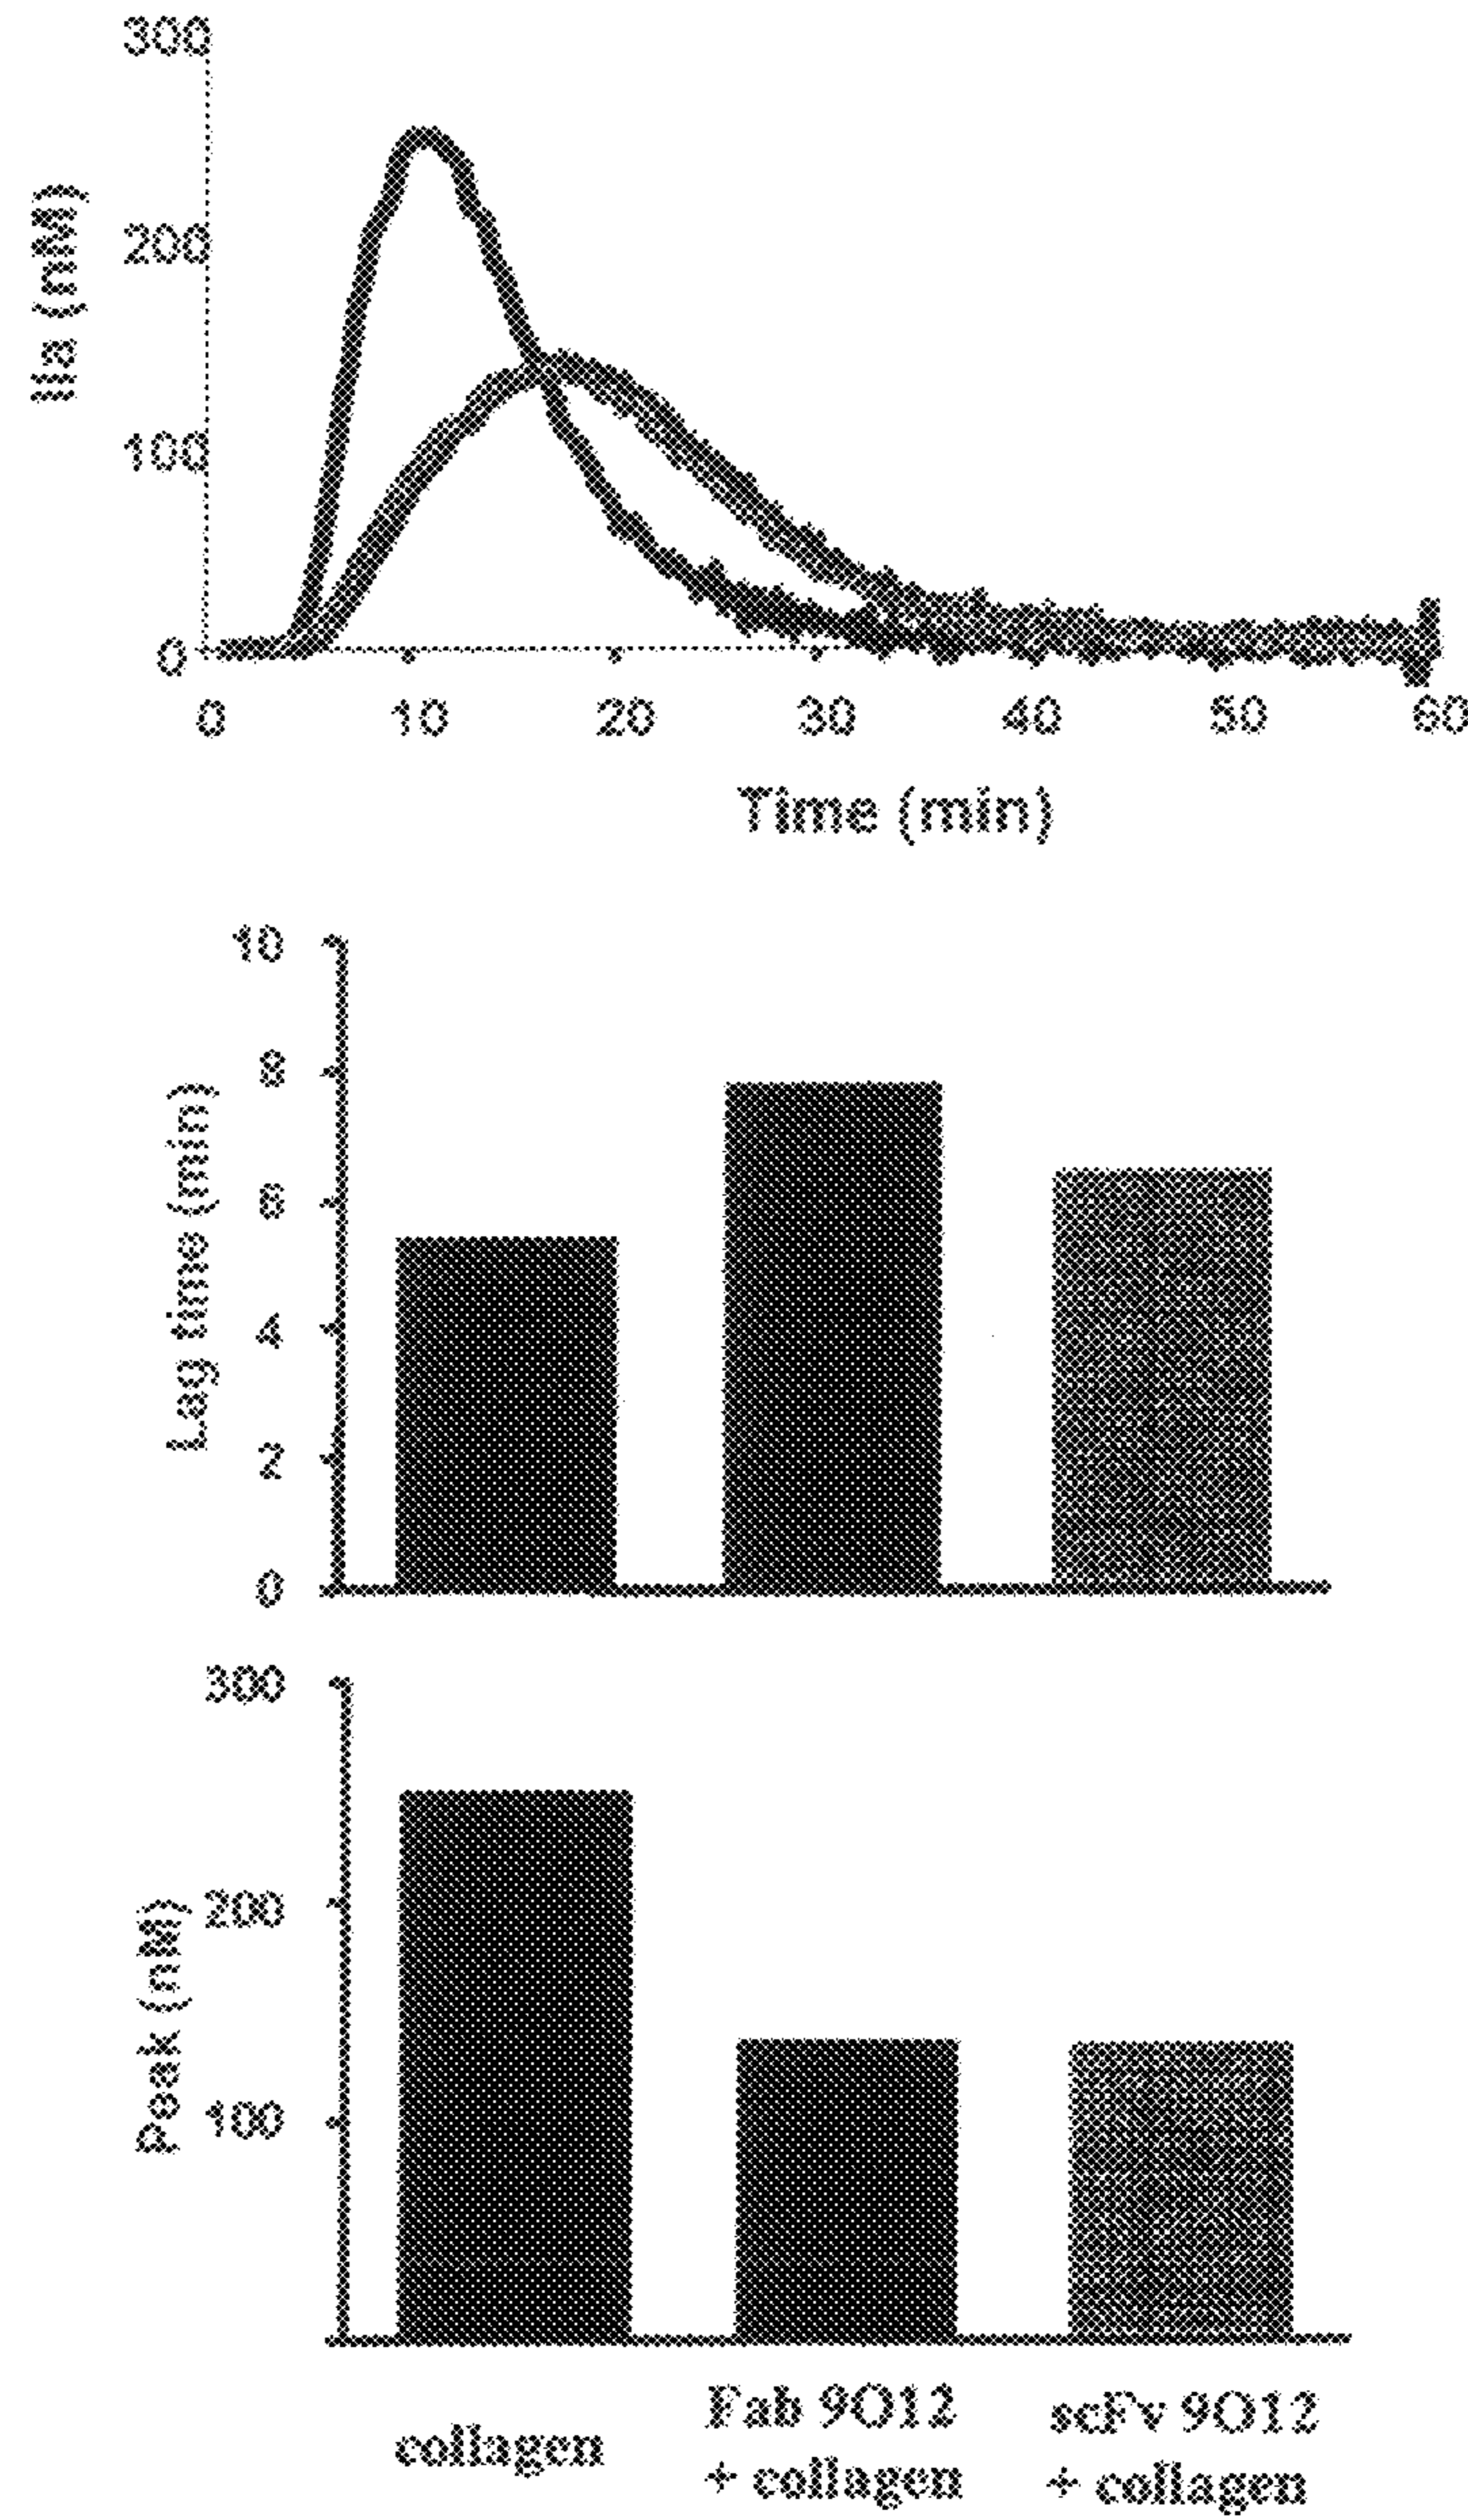 300
200
100
0
IIa (nM)
0 10 20 30 40 50 60
Time (min)
10
8
6
4
2
0
Lag time (min)
300
200
100
Peak (nM)
collagen
Fab 9O12
+ collagen
scFv 9O12
+ collagen